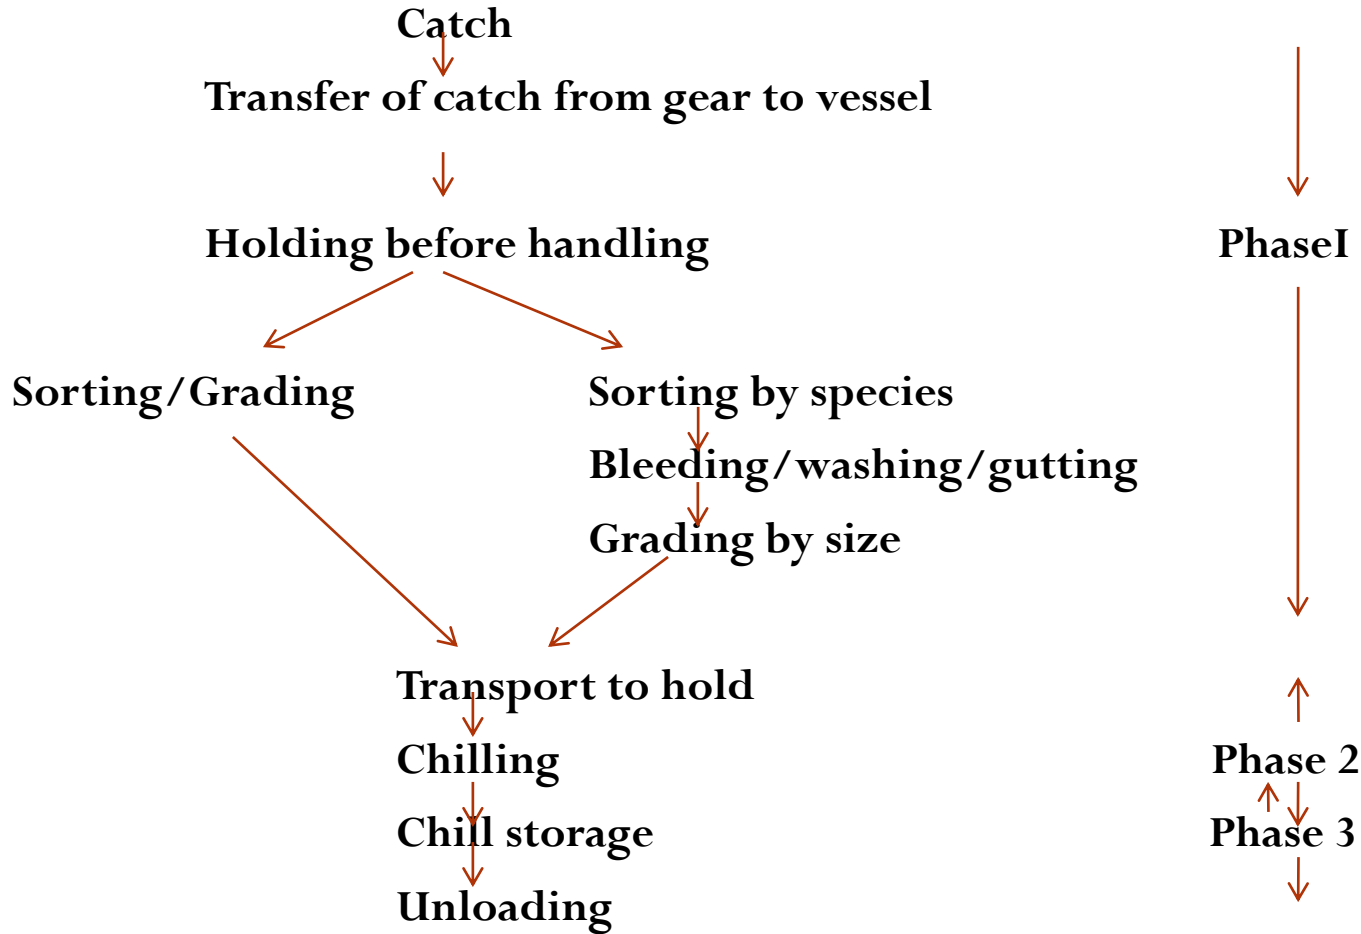 Catch
Transfer of catch from gear to vessel
Holding before handling
PhaseI
Sorting/Grading
Sorting by species
Bleeding/washing/gutting
Grading by size
Transport to hold
Chilling
Phase 2
Chill storage
Phase 3
Unloading